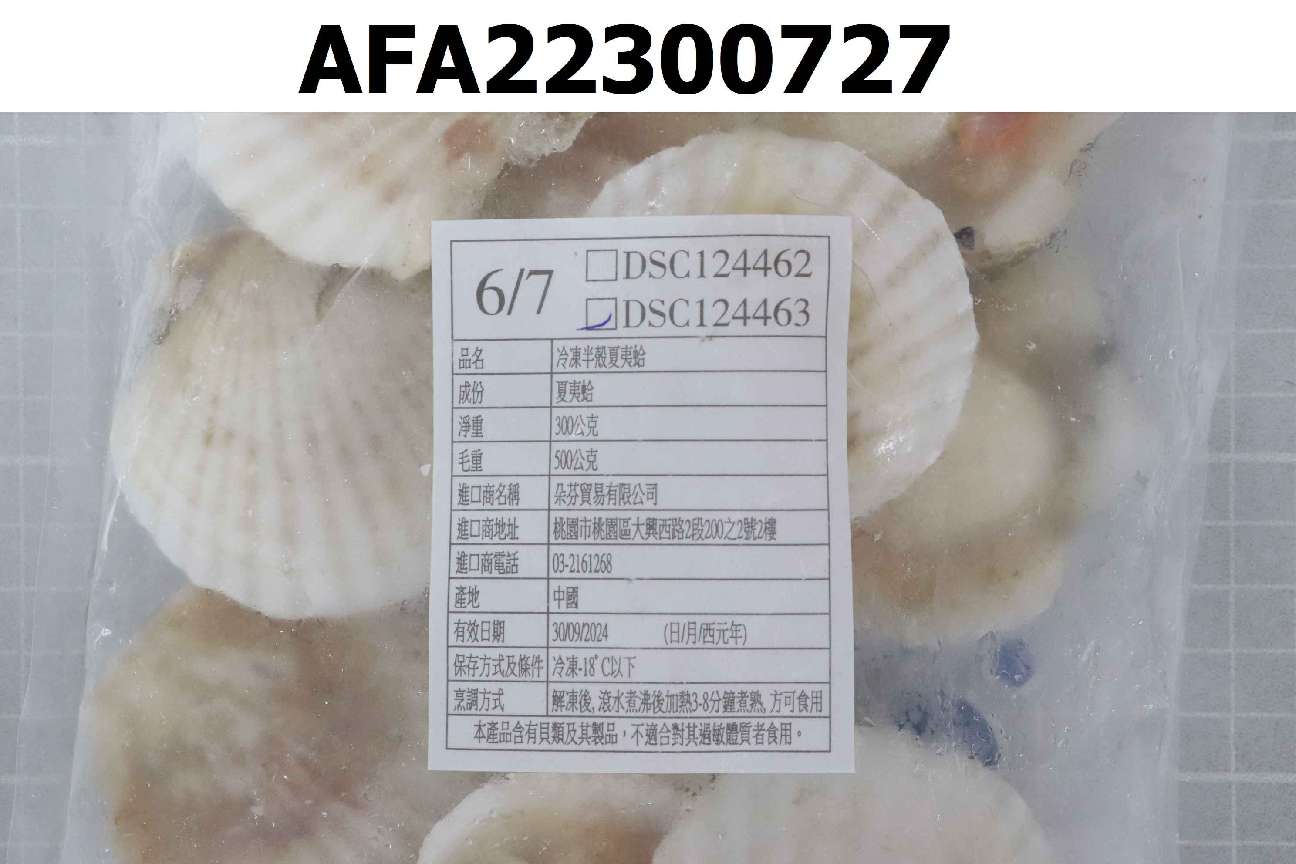 AFA22300727
6/7
DSC124462
DSC124463
品名 冷凍半殼夏夷蛤
成份 夏夷蛤
淨重 300公克
毛重 500公克
進口商名稱 朵芬貿易有限公司
進口商地址 桃園市桃園區大興西路2段200之2號2樓
進口商電話 03-2161268
產地 中國
有效日期 30/09/2024 (日/月/西元年)
保存方式及條件 冷凍-18°C以下
烹調方式 解凍後, 滾水煮沸後加熱3-8分鐘煮熟, 方可食用
本產品含有貝類及其製品，不適合對其過敏體質者食用。